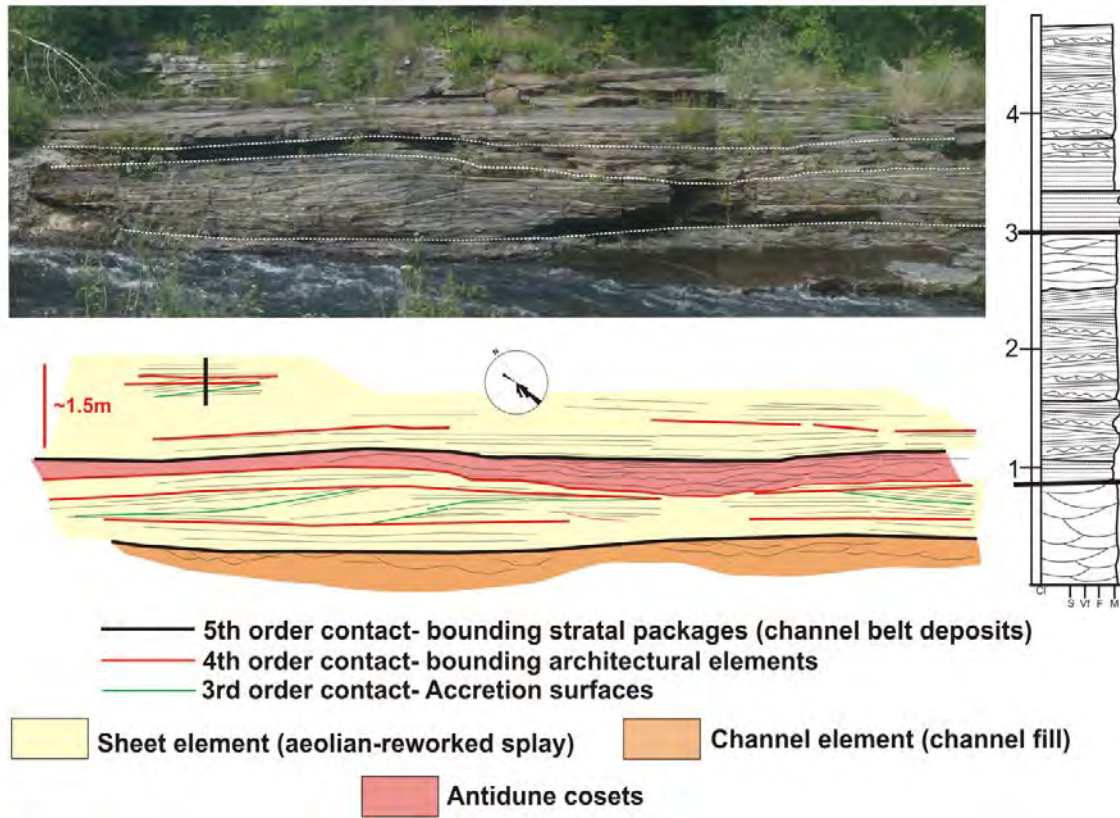 4
3
2
1
Cl S Vf F M
N
~1.5m
5th order contact- bounding stratal packages (channel belt deposits)
4th order contact- bounding architectural elements
3rd order contact- Accretion surfaces
Sheet element (aeolian-reworked splay)
Channel element (channel fill)
Antidune cosets